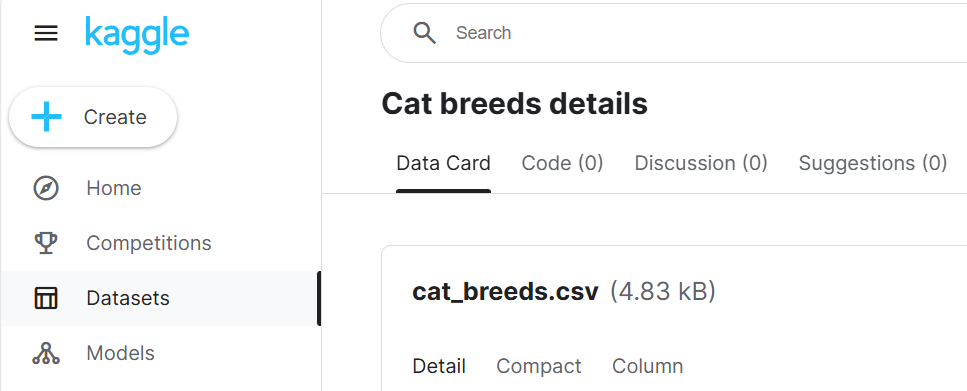 kaggle
Search
Create
Home
Competitions
Datasets
Models
Cat breeds details
Data Card Code (0) Discussion (0) Suggestions (0)
cat_breeds.csv (4.83 kB)
Detail Compact Column